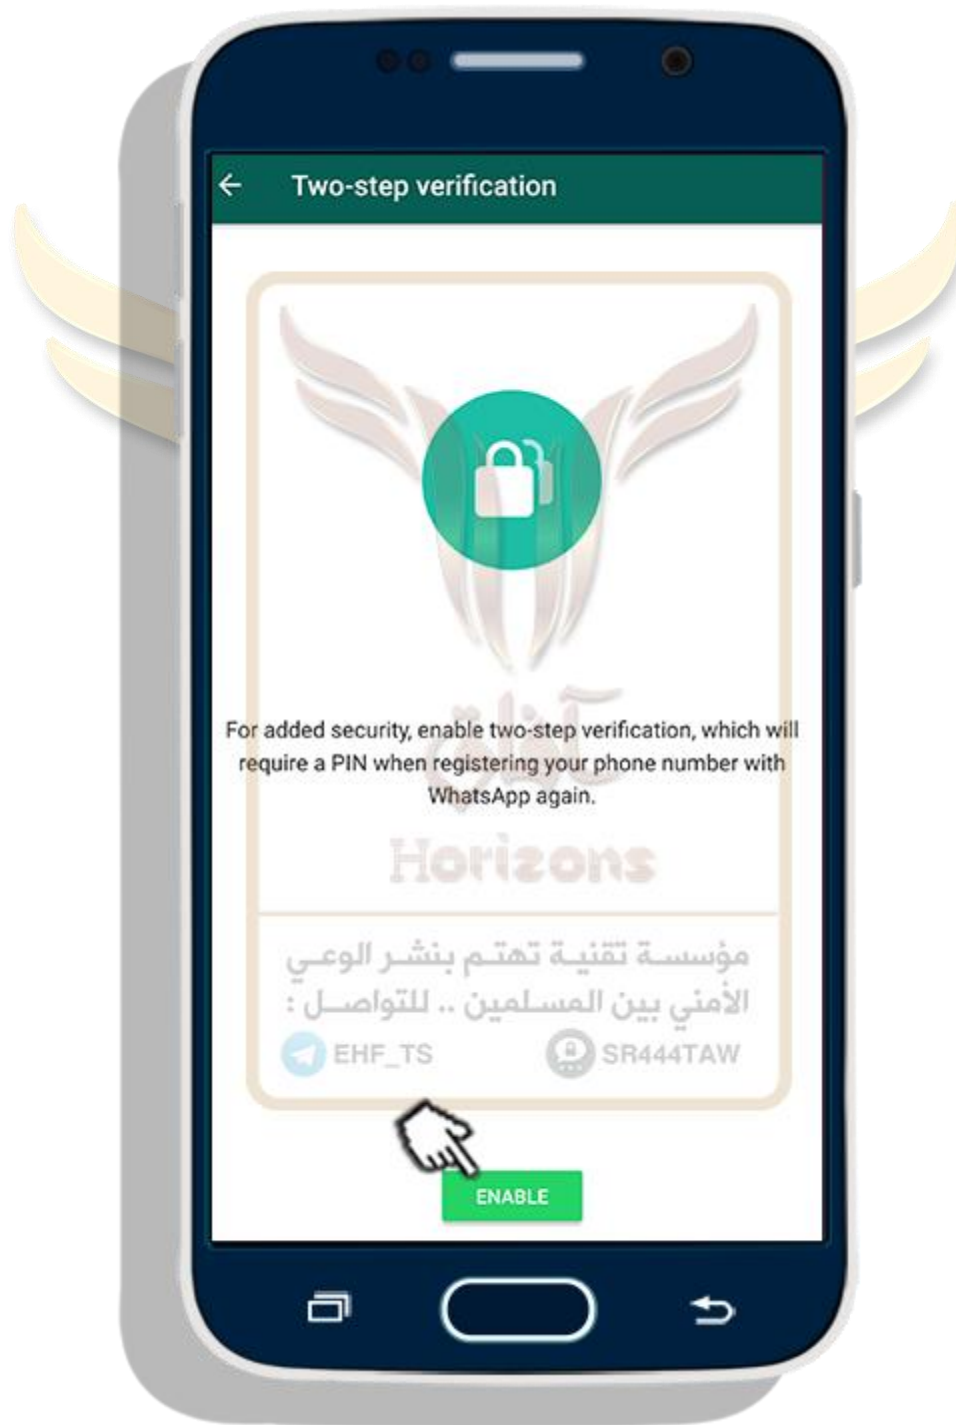 Two-step verification
For added security, enable two-step verification, which will
require a PIN when registering your phone number with
WhatsApp again.
آفاق
Horizons
مؤسسة تقنية تهتم بنشر الوعي
الأمني بين المسلمين .. للتواصل :
EHF_TS SR444TAW
ENABLE